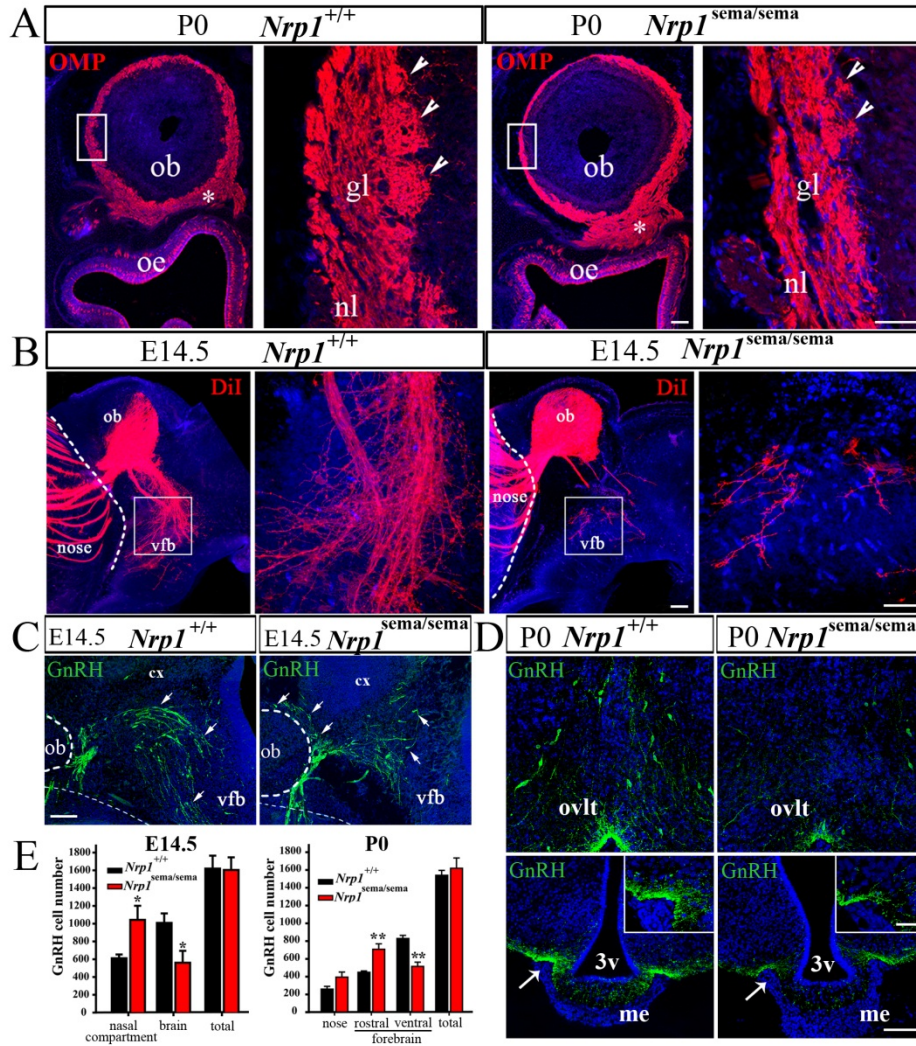 A
P0 Nrp1+/+
P0 Nrp1sema/sema
OMP
ob
*
oe
gl
nl
ob
*
oe
gl
nl
B
E14.5 Nrp1+/+
E14.5 Nrp1sema/sema
DiI
ob
nose
vfb
DiI
ob
nose
vfb
C
E14.5 Nrp1+/+
E14.5 Nrp1sema/sema
GnRH
cx
ob
vfb
GnRH
cx
ob
vfb
D
P0 Nrp1+/+
P0 Nrp1sema/sema
GnRH
ovlt
GnRH
ovlt
GnRH
3v
me
GnRH
3v
me
E
E14.5
GnRH cell number
1800
1600
1400
1200
1000
800
600
400
200
0
Nrp1+/+
Nrp1sema/sema
*
*
nasal compartment
brain
total
P0
GnRH cell number
1800
1600
1400
1200
1000
800
600
400
200
0
Nrp1+/+
Nrp1sema/sema
**
**
nose
rostral
ventral
total
forebrain